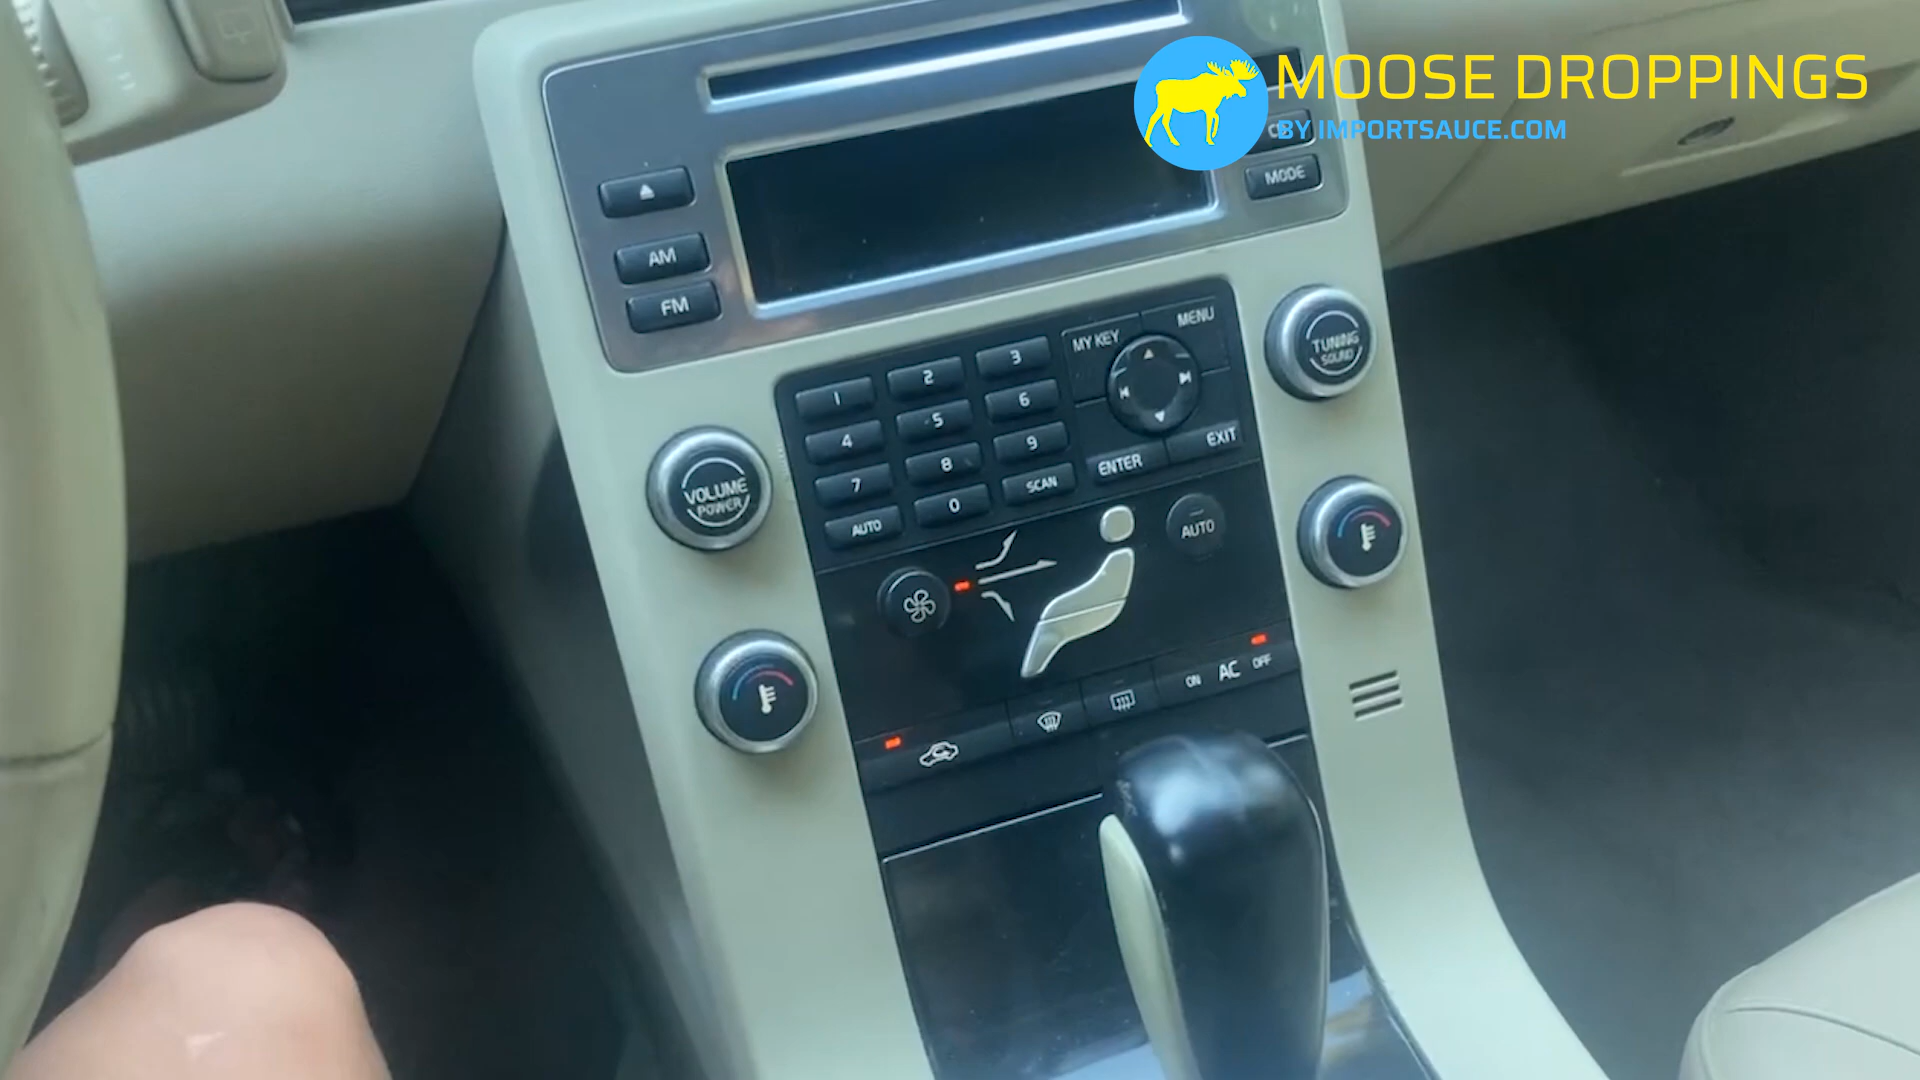 MOOSE DROPPINGS
BY IMPORTSAUCE.COM
MODE
AM
FM
MY KEY
MENU
1
2
3
4
5
6
7
8
9
AUTO
0
SCAN
ENTER
EXIT
TUNING
SOUND
VOLUME
POWER
AUTO
ON AC OFF